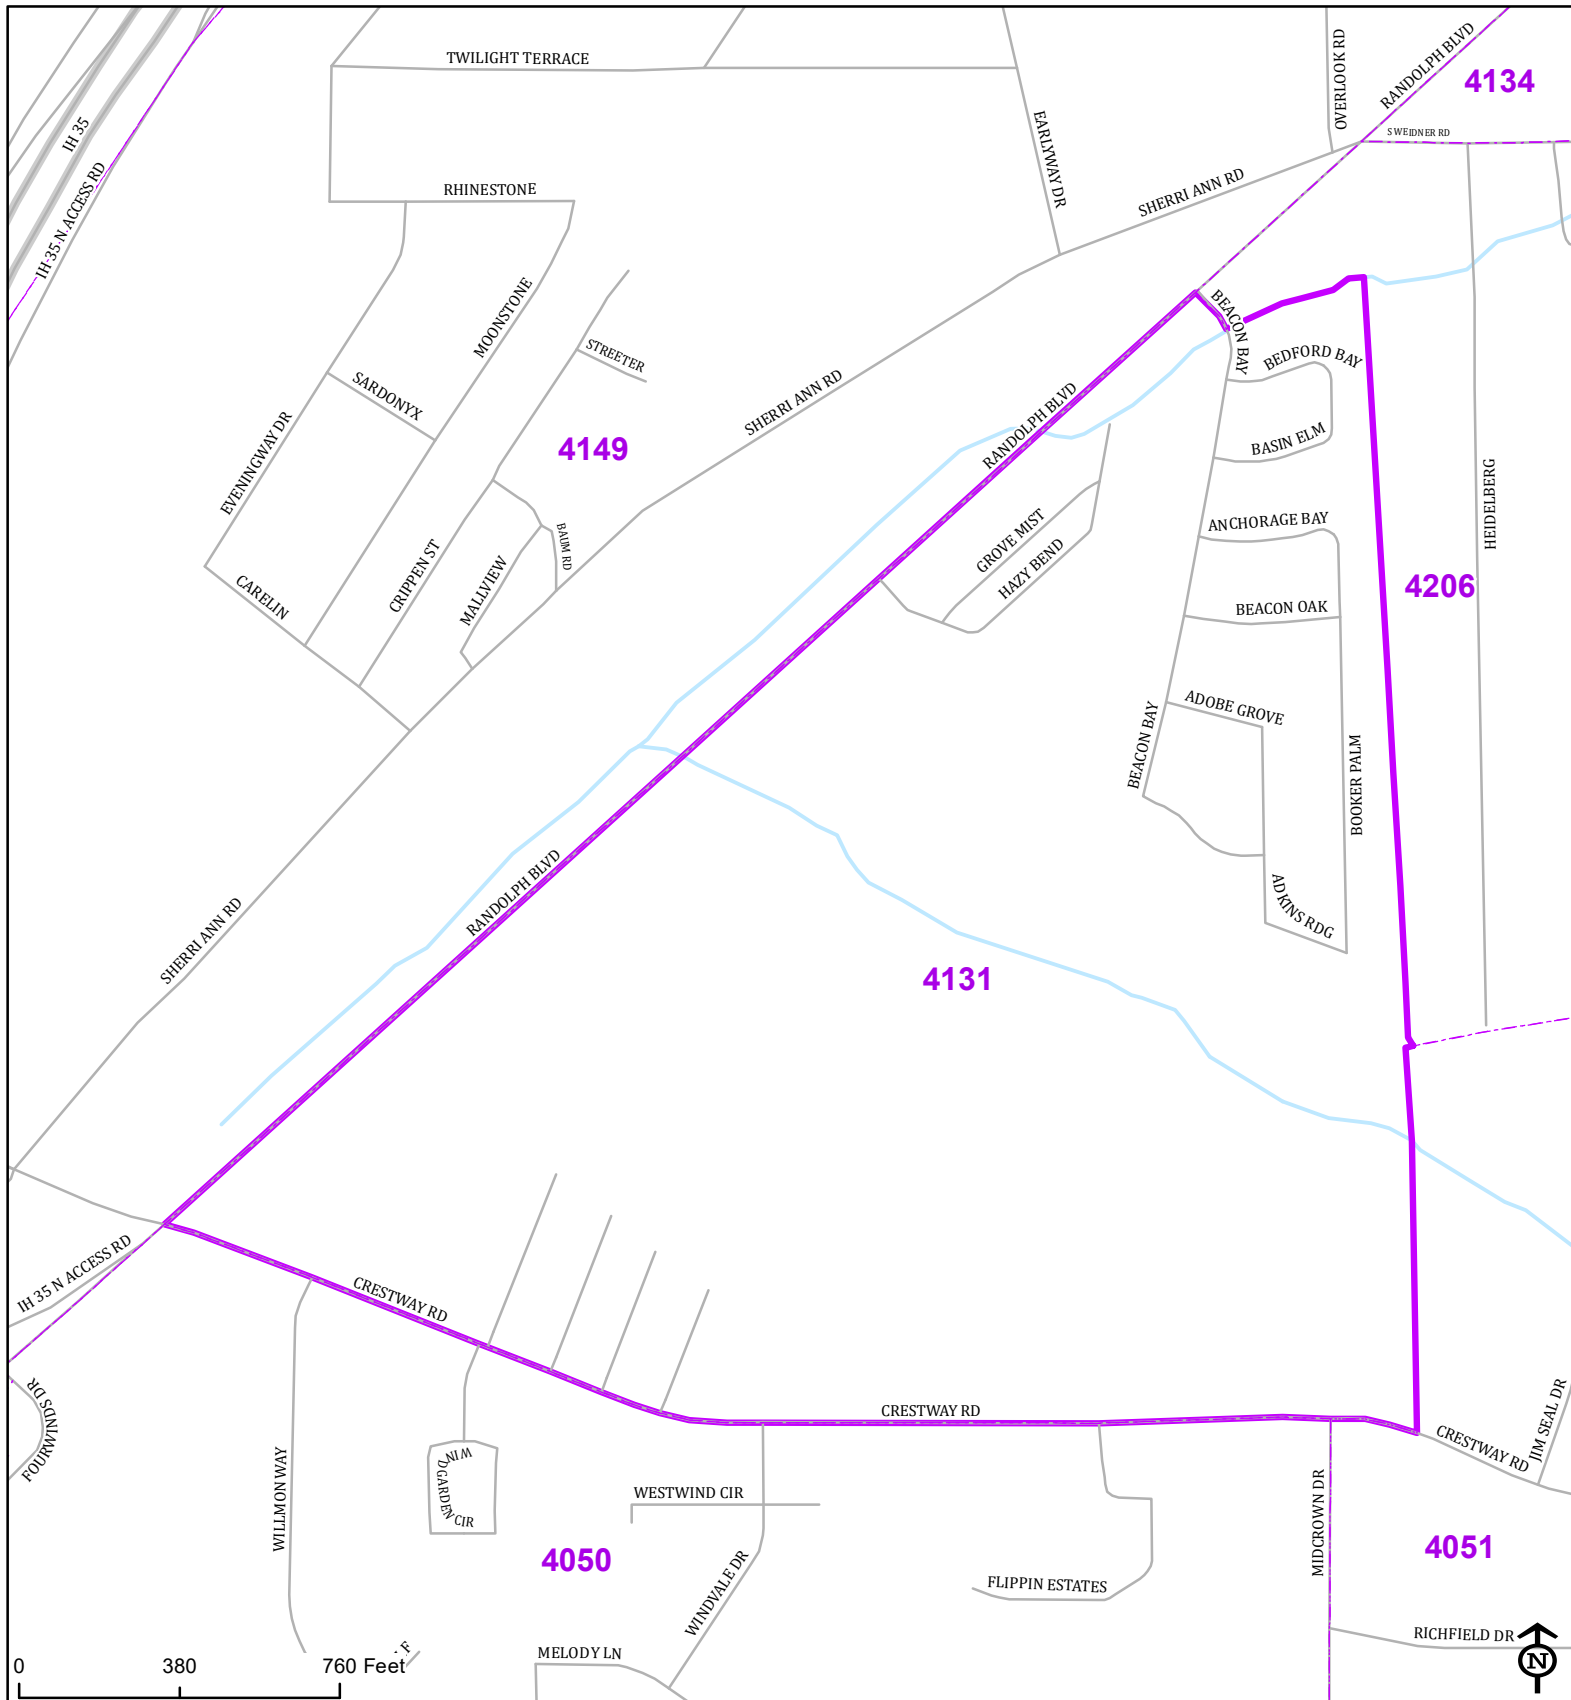 TWILIGHT TERRACE
OVERLOOK RD
RANDOLPH BLVD
4134
S WEIDNER RD
IH 35
IH 35 N. ACCESS RD
EARLYWAY DR
RHINESTONE
SHERRI ANN RD
MOONSTONE
STREETER
BEACON BAY
BEDFORD BAY
SARDONYX
SHERRI ANN RD
RANDOLPH BLVD
BASIN ELM
EVENINGWAY DR
4149
HEIDELBERG
ANCHORAGE BAY
BAUM RD
GROVE MIST
HAZY BEND
CRIPPEN ST
MALLVIEW
CARELIN
4206
BEACON OAK
ADOBE GROVE
BEACON BAY
BOOKER PALM
RANDOLPH BLVD
ADKINS RDG
SHERRI ANN RD
4131
IH 35 N ACCESS RD
CRESTWAY RD
FOURWINDS DR
CRESTWAY RD
JIM SEAL DR
CRESTWAY RD
WILLMON WAY
WIN
D GARDEN CIR
WESTWIND CIR
MIDCROWN DR
4050
WINDVALE DR
FLIPPIN ESTATES
4051
MELODY LN
RICHFIELD DR
F
0 380 760 Feet
N